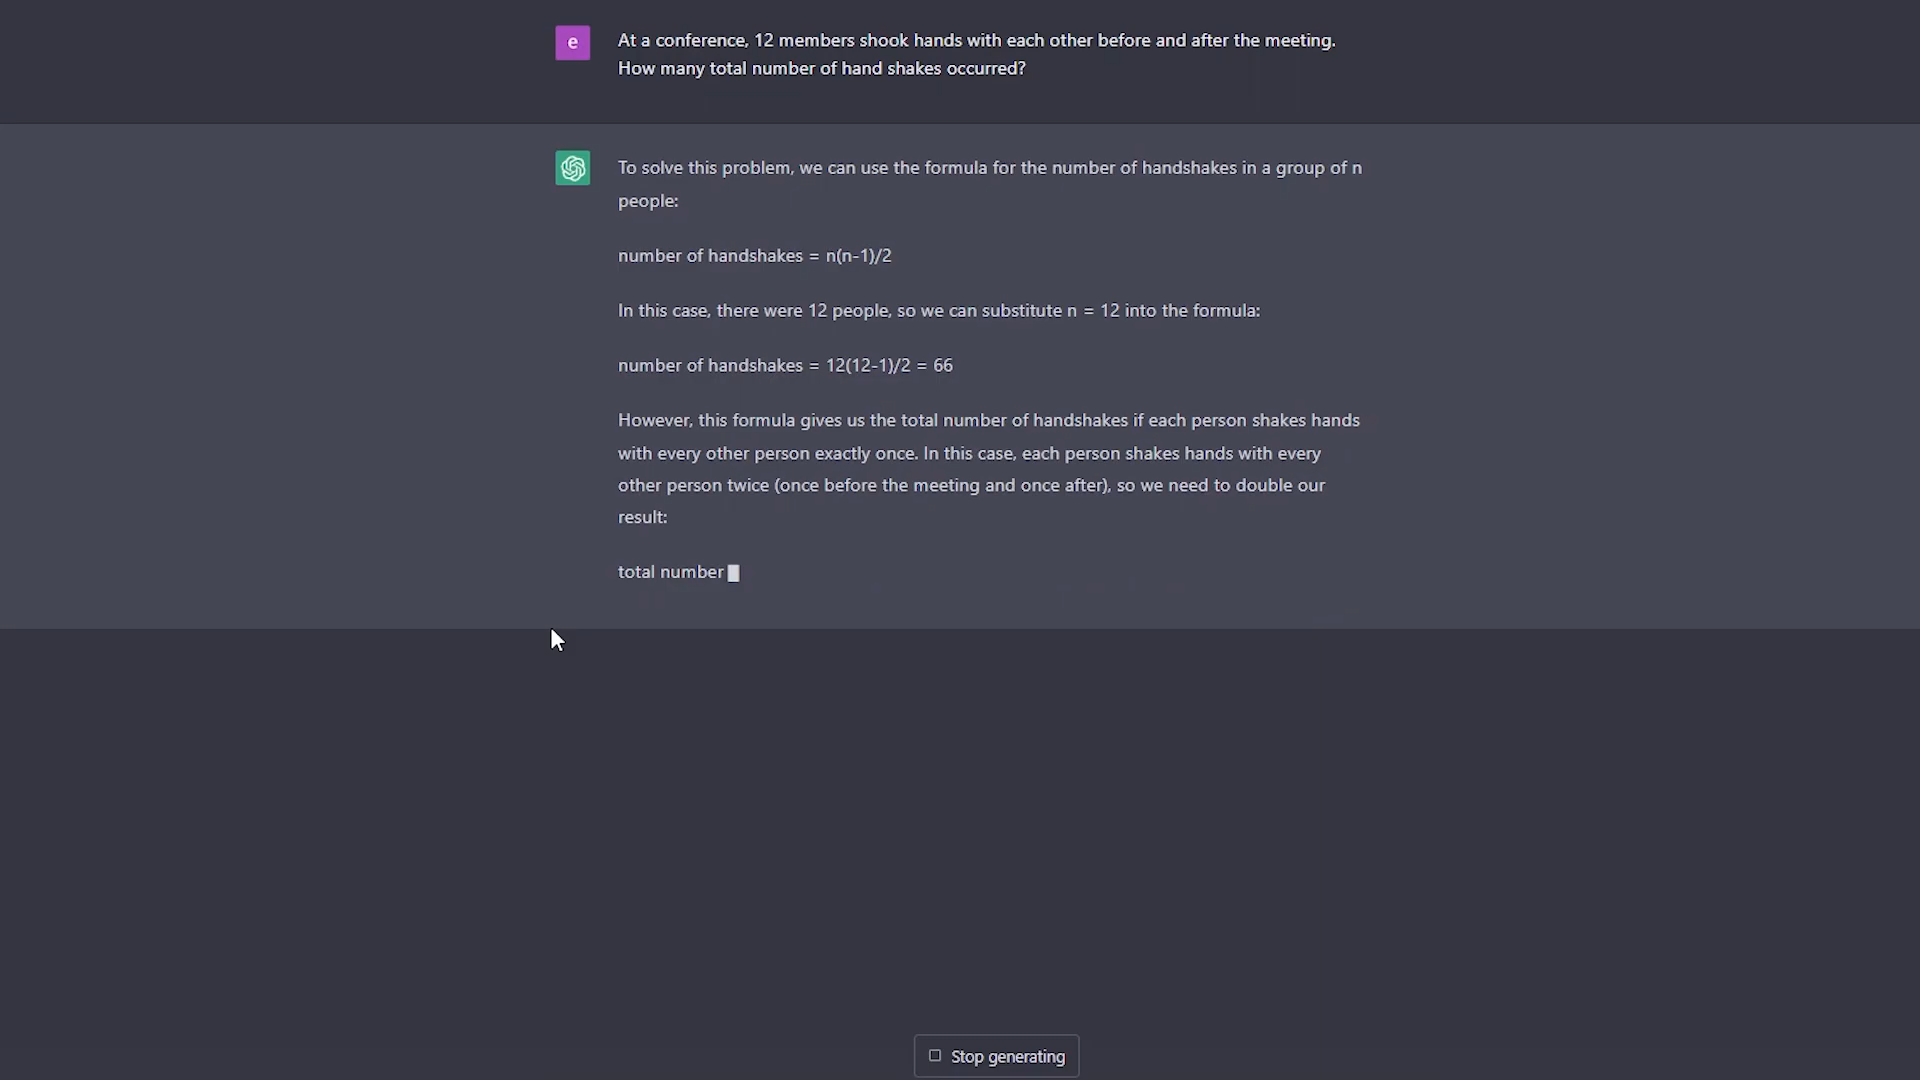 e
At a conference, 12 members shook hands with each other before and after the meeting.
How many total number of hand shakes occurred?
To solve this problem, we can use the formula for the number of handshakes in a group of n
people:
number of handshakes = n(n-1)/2
In this case, there were 12 people, so we can substitute n = 12 into the formula:
number of handshakes = 12(12-1)/2 = 66
However, this formula gives us the total number of handshakes if each person shakes hands
with every other person exactly once. In this case, each person shakes hands with every
other person twice (once before the meeting and once after), so we need to double our
result:
total number
Stop generating